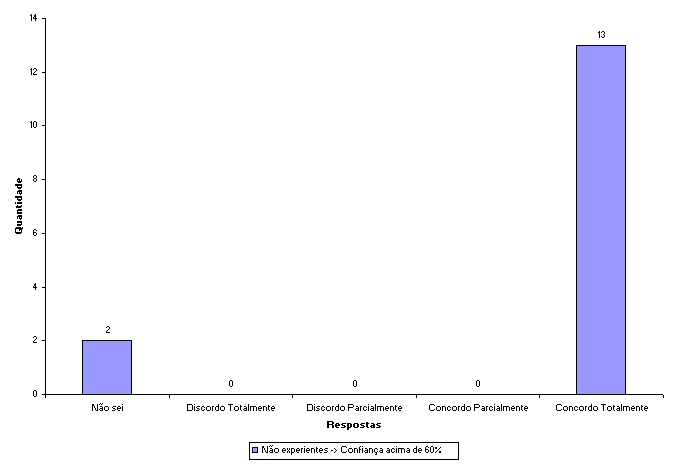 14
12
10
8
6
4
2
0
Quantidade
2
0
0
0
13
Não sei
Discordo Totalmente
Discordo Parcialmente
Concordo Parcialmente
Concordo Totalmente
Respostas
Não experientes -> Confiança acima de 60%